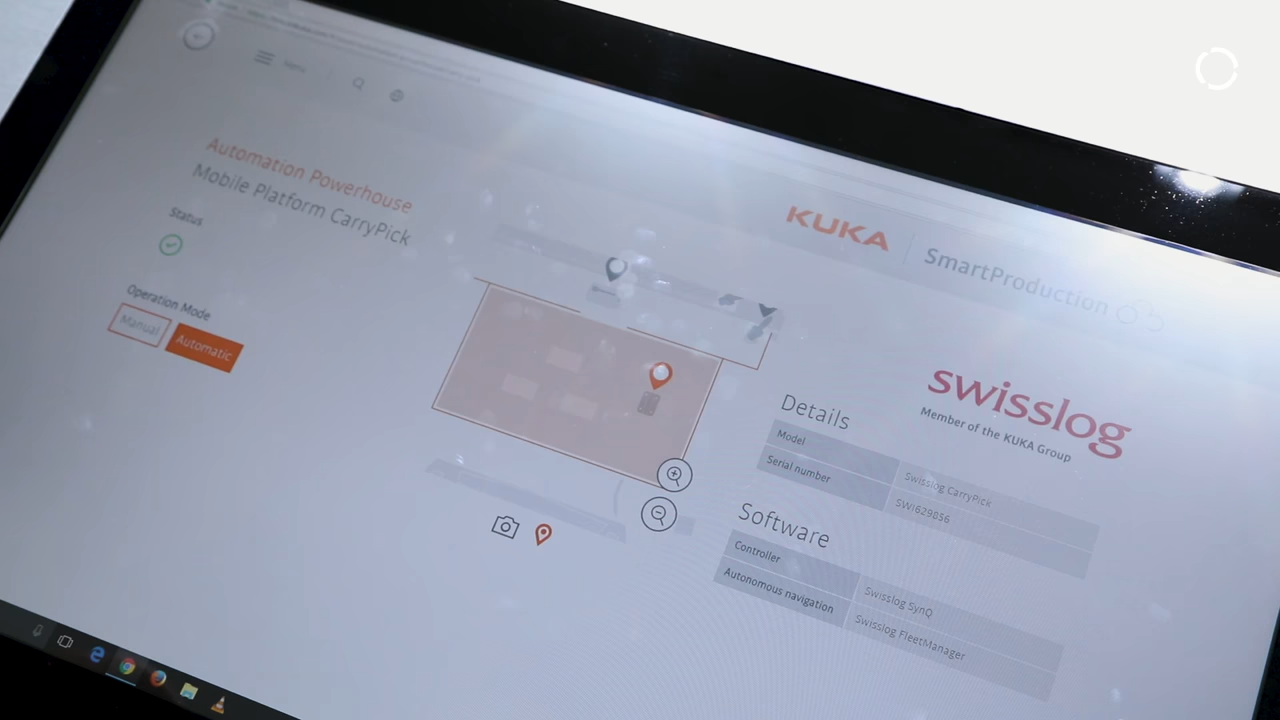 Menu
Automation Powerhouse
Mobile Platform CarryPick
Status
Operation Mode
Manual
Automatic
KUKA
SmartProduction
swisslog
Member of the KUKA Group
Details
Model
Swisslog CarryPick
Serial number
SWI629856
Software
Controller
Swisslog SynQ
Autonomous navigation
Swisslog FleetManager